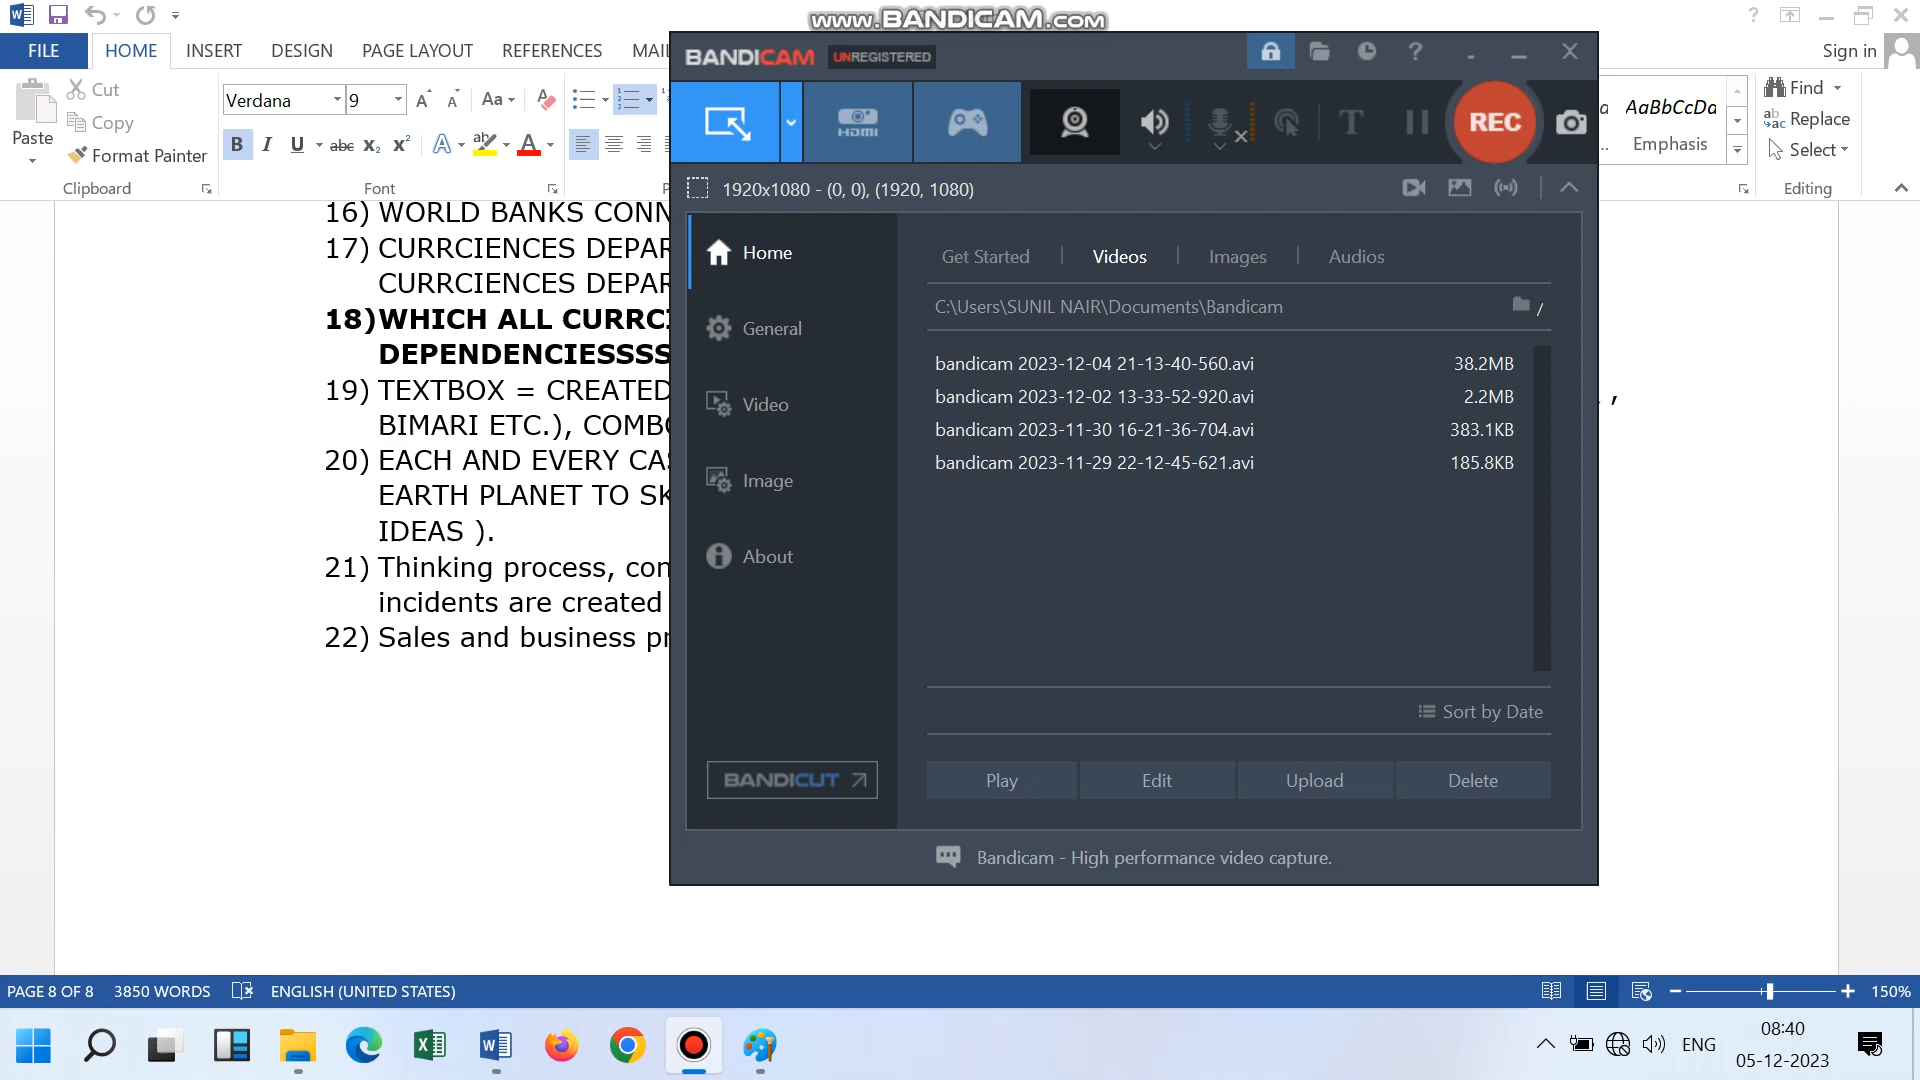 www.BANDICAM.com
FILE
HOME
INSERT
DESIGN
PAGE LAYOUT
REFERENCES
MAIL
Sign in
Paste
Cut
Copy
Format Painter
Clipboard
Verdana
9
Font
AaBbCcDd
Emphasis
Find
Replace
Select
Editing
16) WORLD BANKS CONN
17) CURRCIENCES DEPAR
CURRCIENCES DEPAR
18) WHICH ALL CURRCI
DEPENDENCIESSSS
19) TEXTBOX = CREATED
BIMARI ETC.), COMBO
20) EACH AND EVERY CAS
EARTH PLANET TO SK
IDEAS ).
21) Thinking process, con
incidents are created
22) Sales and business pr
BANDICAM UNREGISTERED
HDMI
REC
1920x1080 - (0, 0), (1920, 1080)
Home
General
Video
Image
About
BANDICUT
Get Started
Videos
Images
Audios
C:\Users\SUNIL NAIR\Documents\Bandicam
/
bandicam 2023-12-04 21-13-40-560.avi 38.2MB
bandicam 2023-12-02 13-33-52-920.avi 2.2MB
bandicam 2023-11-30 16-21-36-704.avi 383.1KB
bandicam 2023-11-29 22-12-45-621.avi 185.8KB
Sort by Date
Play
Edit
Upload
Delete
Bandicam - High performance video capture.
PAGE 8 OF 8
3850 WORDS
ENGLISH (UNITED STATES)
150%
ENG
08:40
05-12-2023